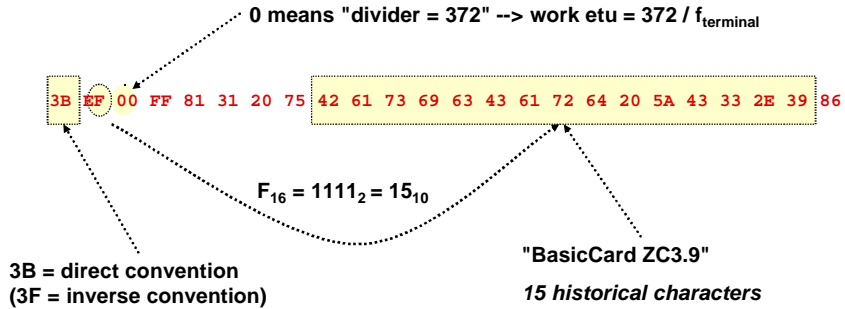 0 means "divider = 372" --> work etu = 372 / f_terminal
3B EF 00 FF 81 31 20 75 42 61 73 69 63 43 61 72 64 20 5A 43 33 2E 39 86
F₁₆ = 1111₂ = 15₁₀
3B = direct convention
(3F = inverse convention)
"BasicCard ZC3.9"
15 historical characters